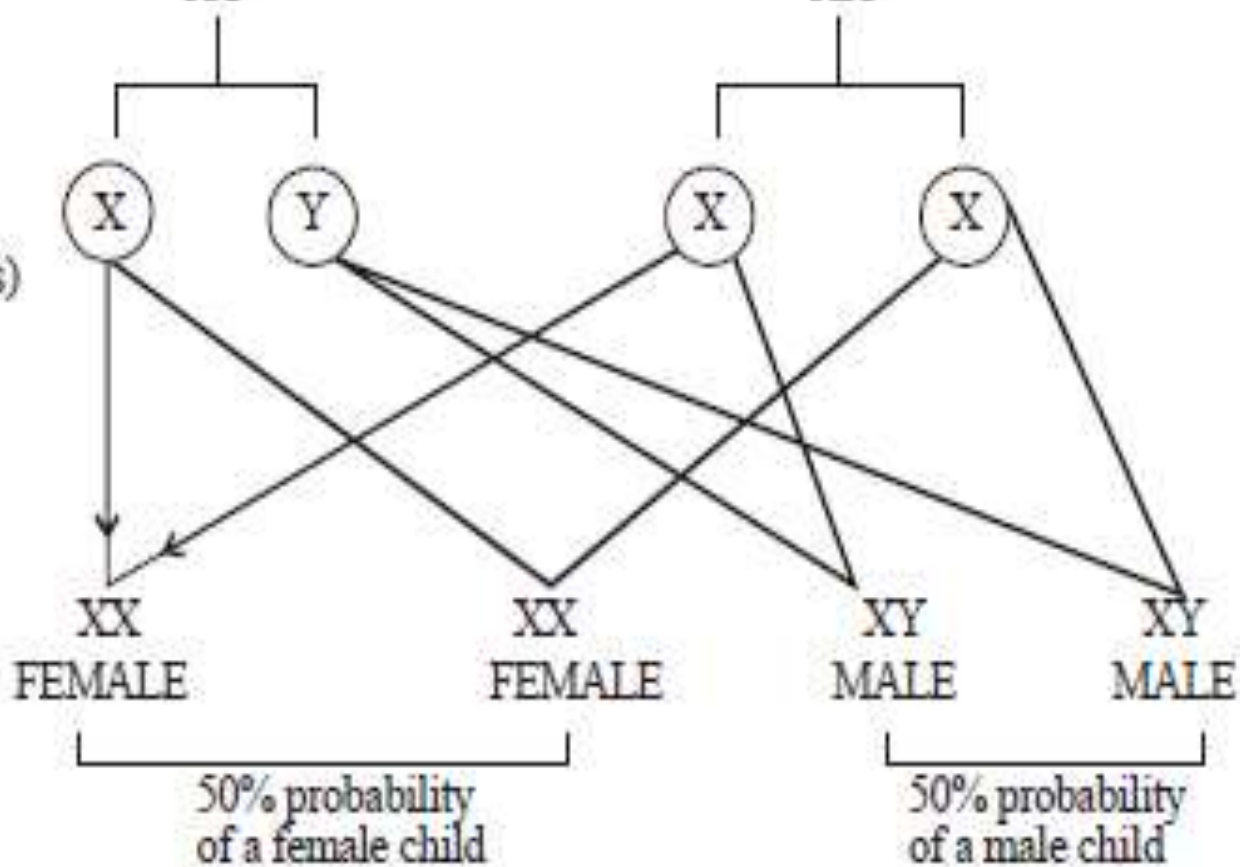 X Y X X
s)
XX XX XY XY
FEMALE FEMALE MALE MALE
50% probability 50% probability
of a female child of a male child